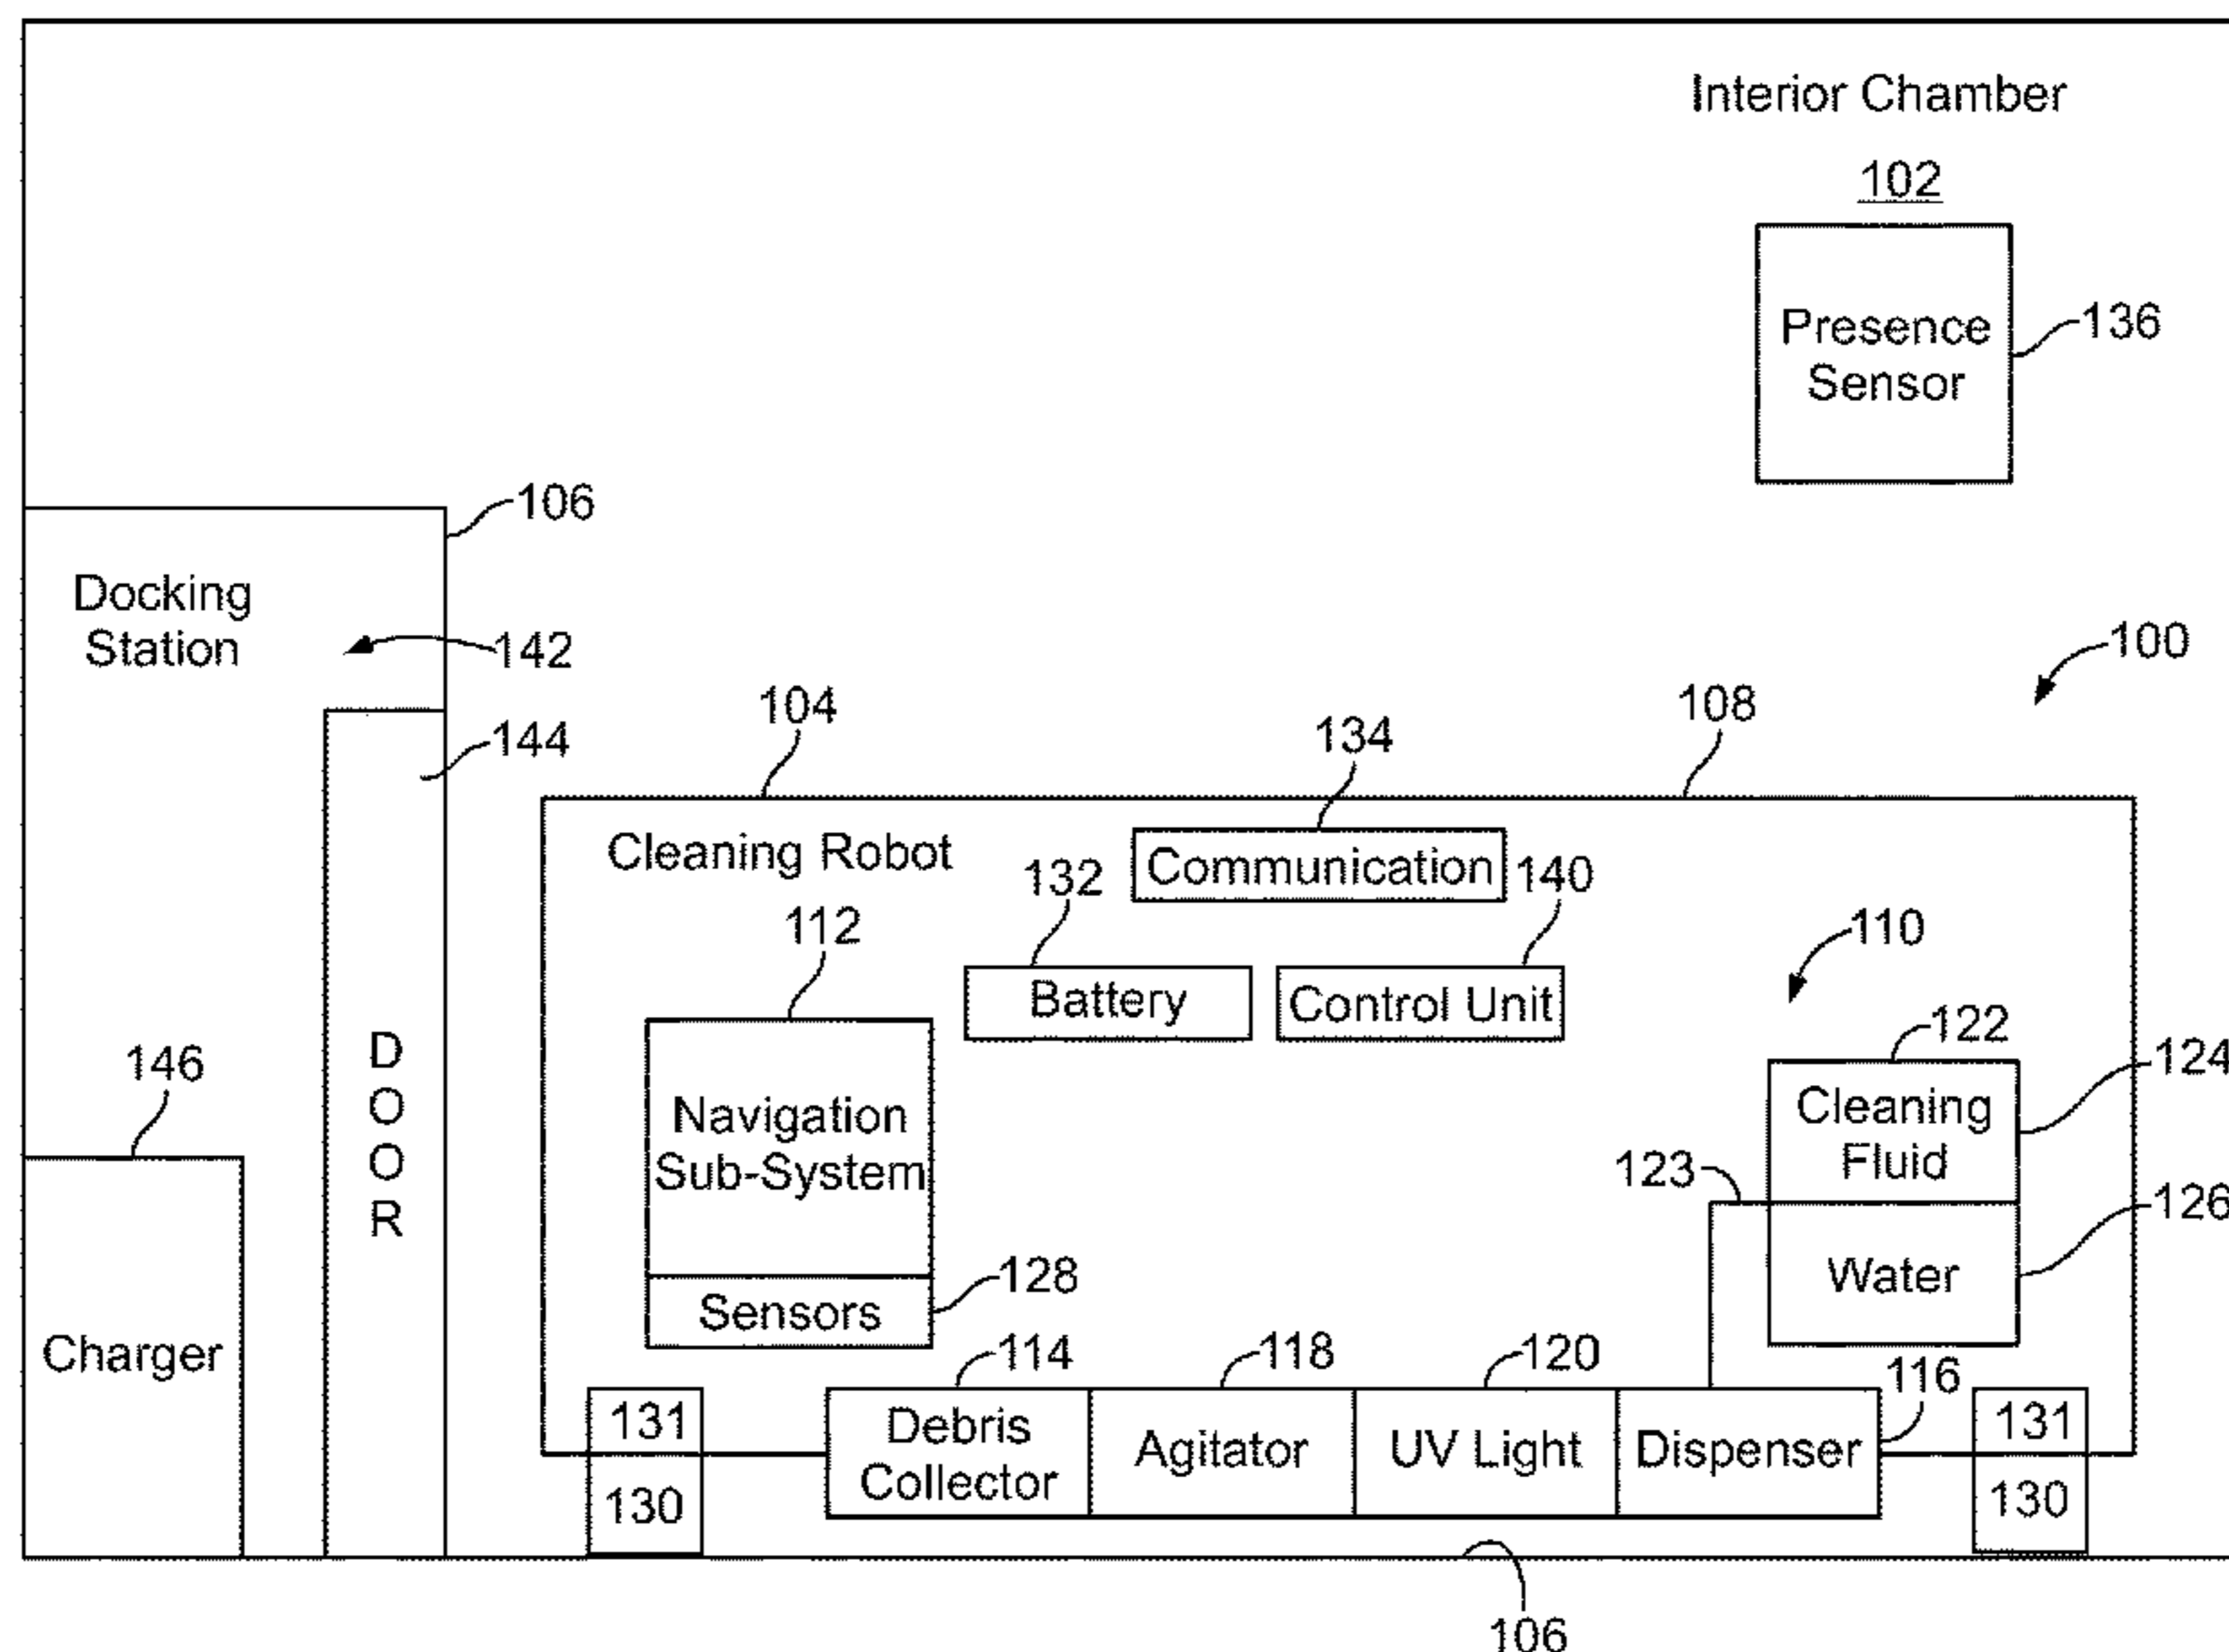 Interior Chamber
102
Presence
Sensor
136
106
Docking
Station
142
100
104
108
134
144
Cleaning Robot
Communication
132
140
112
110
Battery
Control Unit
122
124
146
DOOR
Navigation
Sub-System
Cleaning
Fluid
123
126
Sensors
128
Water
Charger
114
118
120
116
131
Debris
Collector
Agitator
UV Light
Dispenser
131
130
130
106